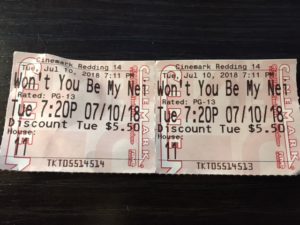 Cinemark Redding 14
Tue, Jul 10, 2018 7:11 PM
Won't You Be My Nei
Rated: PG-13
Tue 7:20P 07/10/18
Discount Tue $5.50
House:
11
TKT05514514
CINEMARK
Cinemark Redding 14
Tue, Jul 10, 2018 7:11 PM
Won't You Be My Nei
Rated: PG-13
Tue 7:20P 07/10/18
Discount Tue $5.50
House:
11
TKT05514513
CINEMARK